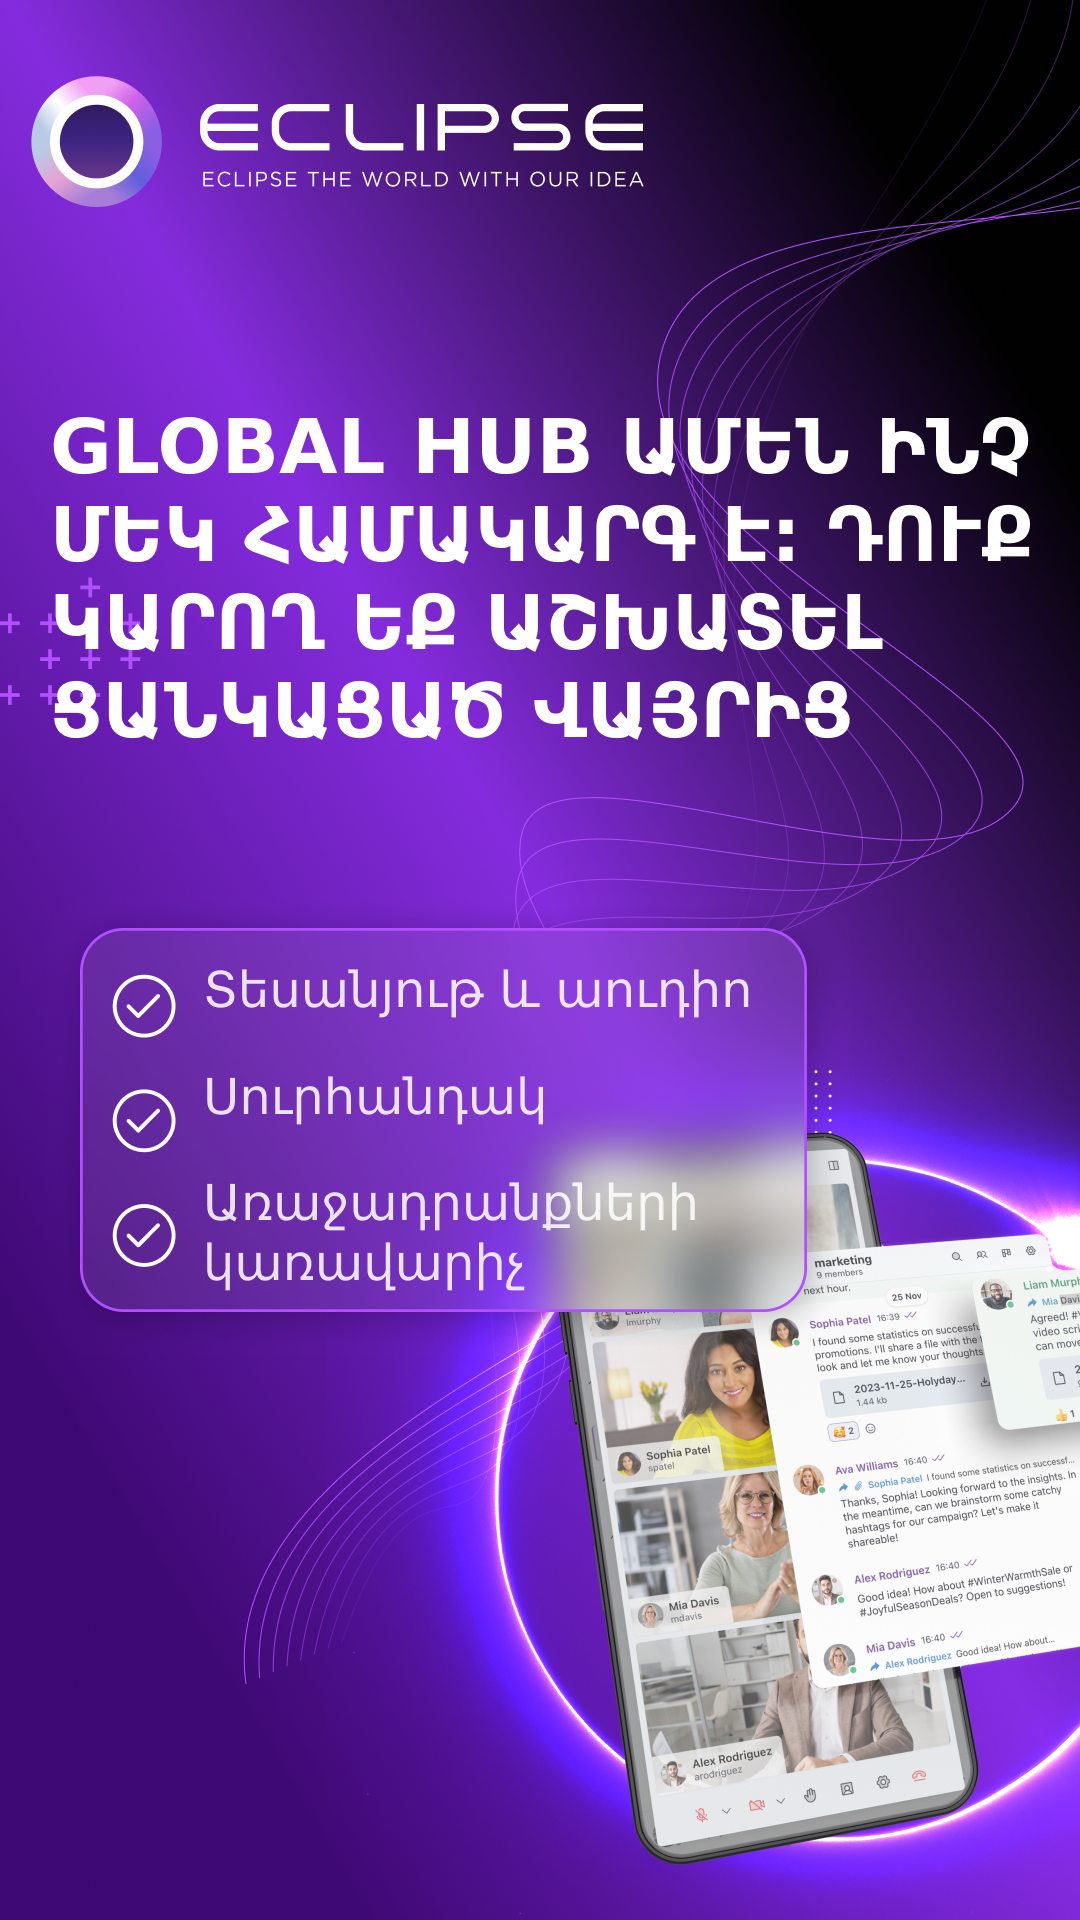 ECLIPSE
ECLIPSE THE WORLD WITH OUR IDEA
GLOBAL HUB ԱՄԵՆ ԻՆՉ
ՄԵԿ ՀԱՄԱԿԱՐԳ Է: ԴՈՒՔ
ԿԱՐՈՂ ԵՔ ԱՇԽԱՏԵԼ
ՑԱՆԿԱՑԱԾ ՎԱՅՐԻՑ
Տեսանյութ և աուդիո
Սուրհանդակ
Առաջադրանքների
կառավարիչ
marketing
9 members
next hour.
25 Nov
Liam Murph
Mia Davi
Agreed! #
video scri
can move
👍 1
lmurphy
Sophia Patel 16:39
I found some statistics on successfu
promotions. I'll share a file with the
look and let me know your thoughts
2023-11-25-Holyday...
1.44 kb
🥰 2
Sophia Patel
spatel
Ava Williams 16:40
Sophia Patel I found some statistics on successf...
Thanks, Sophia! Looking forward to the insights. In
the meantime, can we brainstorm some catchy
hashtags for our campaign? Let's make it
shareable!
Mia Davis
mdavis
Alex Rodriguez 16:40
Good idea! How about #WinterWarmthSale or
#JoyfulSeasonDeals? Open to suggestions!
Mia Davis 16:40
Alex Rodriguez Good idea! How about...
Alex Rodriguez
arodriguez